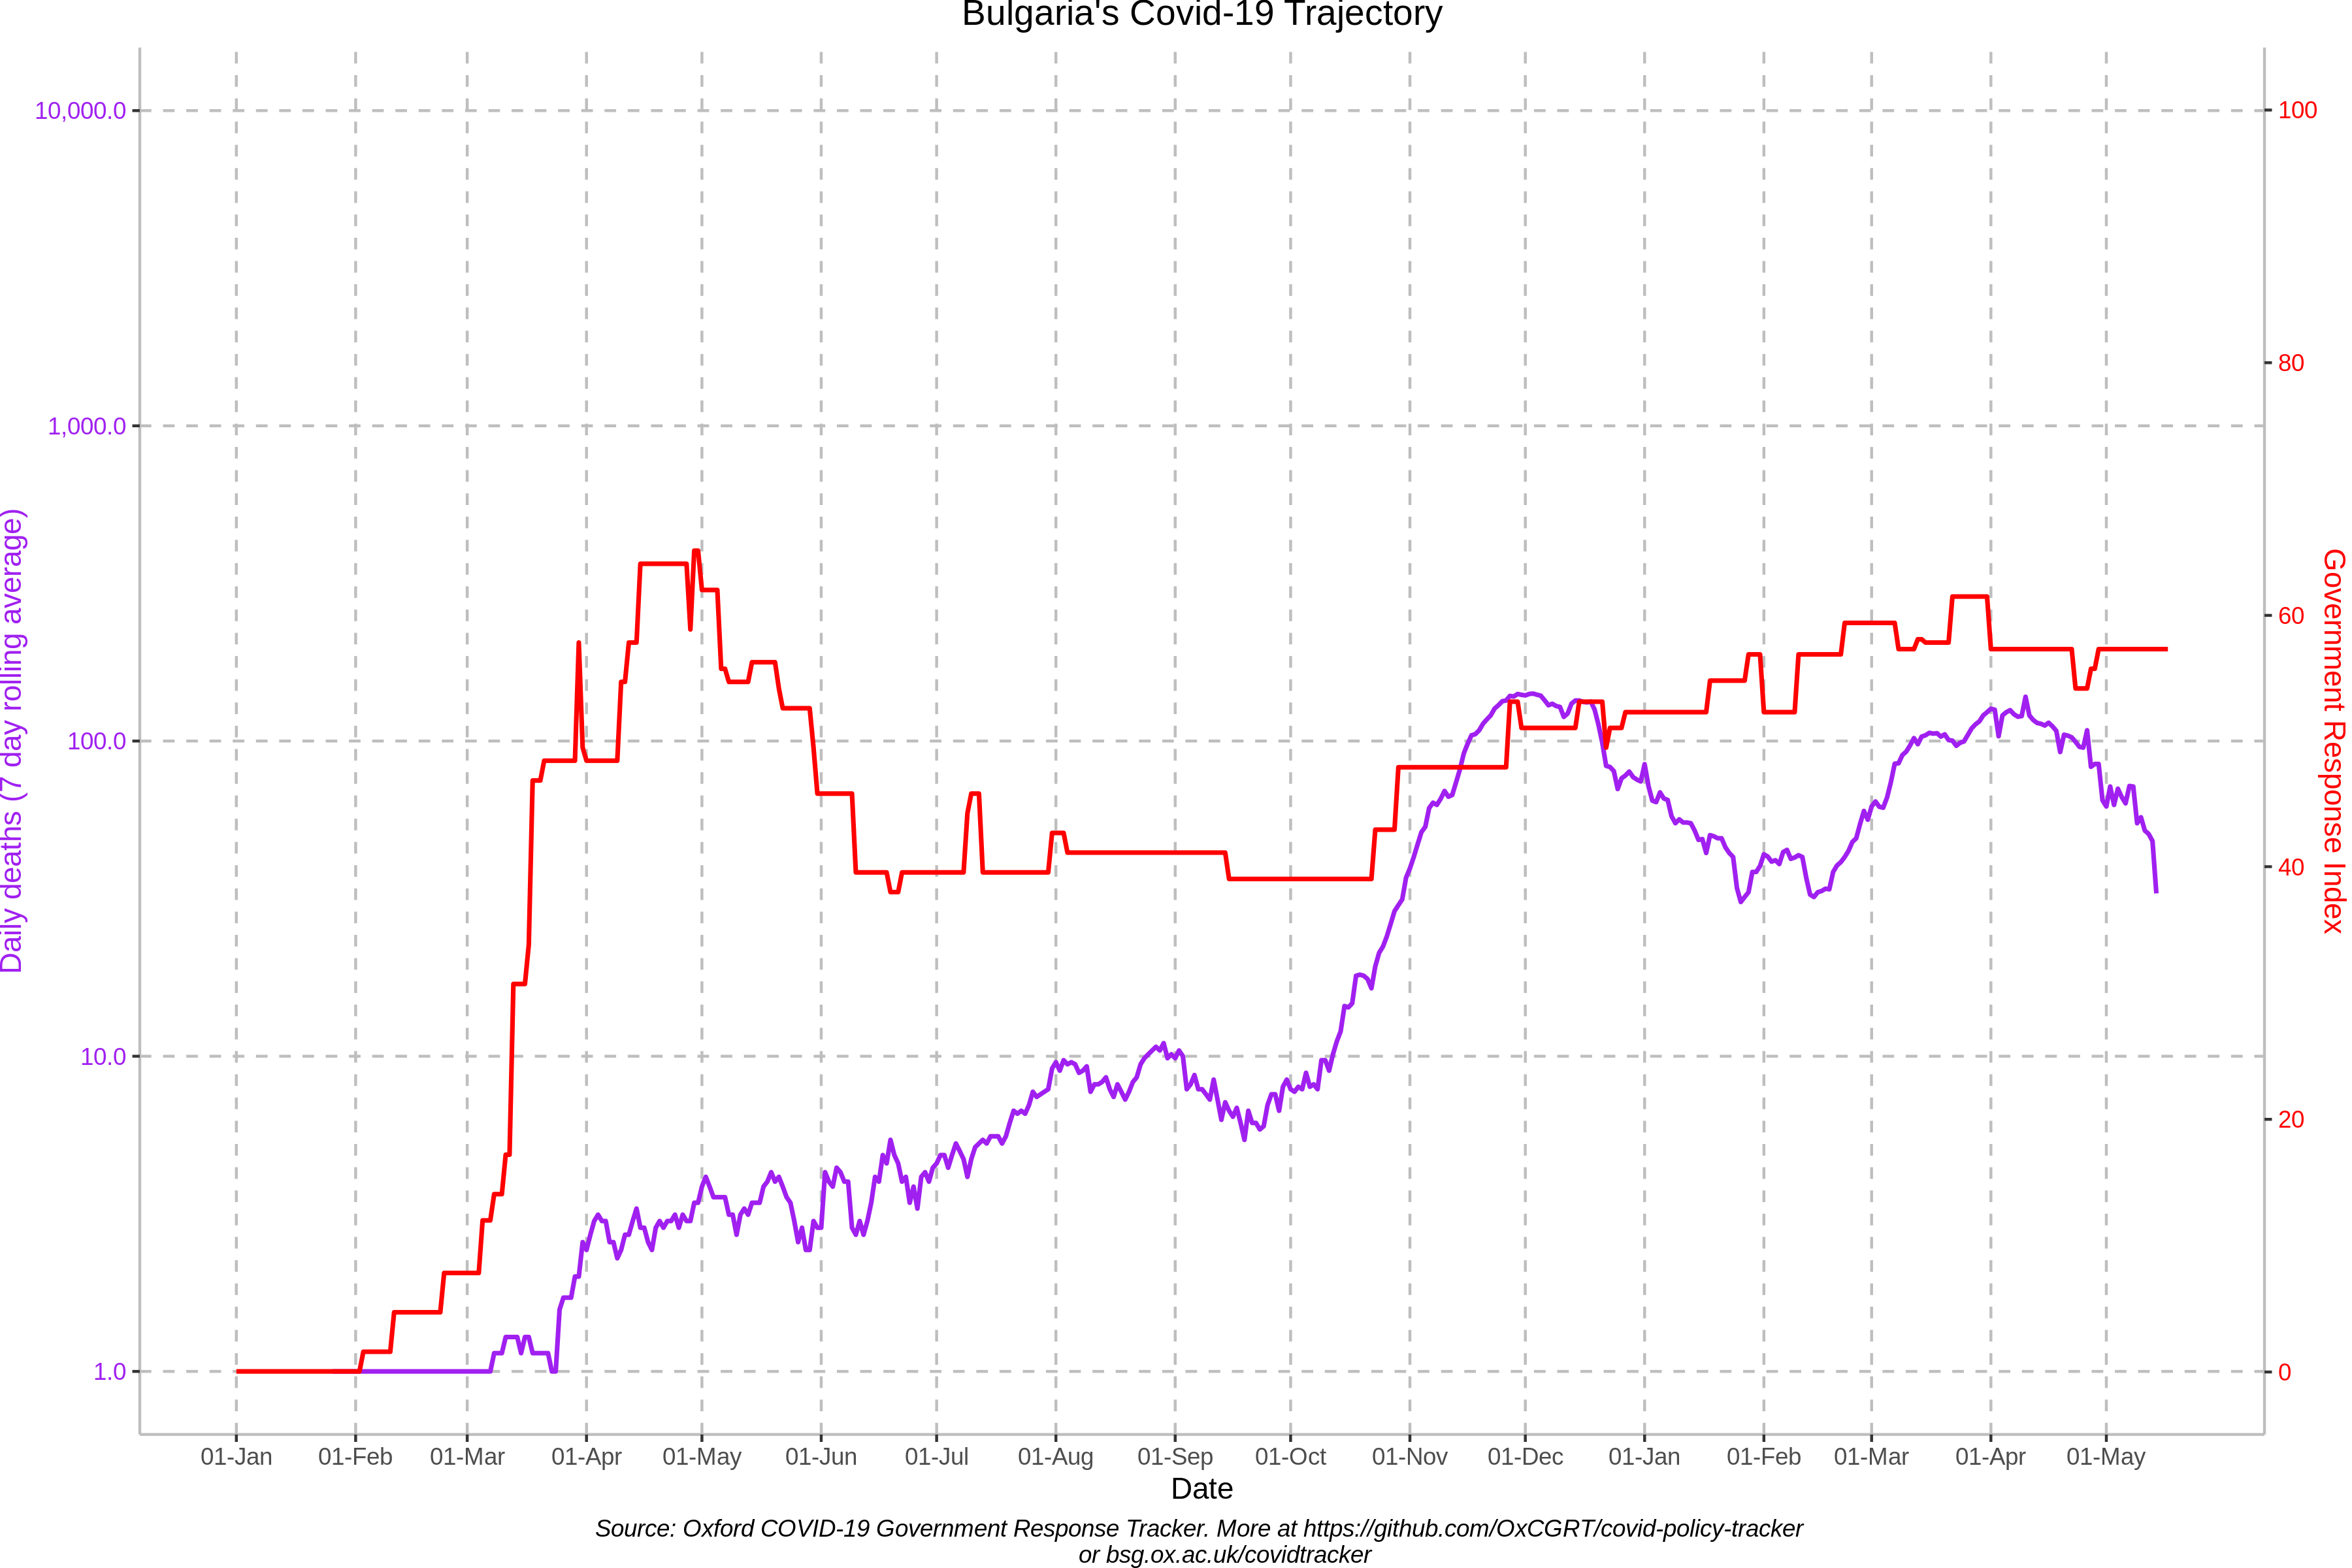 Bulgaria's Covid-19 Trajectory
10,000.0
1,000.0
100.0
10.0
1.0
Daily deaths (7 day rolling average)
100
80
60
40
20
0
Government Response Index
01-Jan 01-Feb 01-Mar 01-Apr 01-May 01-Jun 01-Jul 01-Aug 01-Sep 01-Oct 01-Nov 01-Dec 01-Jan 01-Feb 01-Mar 01-Apr 01-May
Date
Source: Oxford COVID-19 Government Response Tracker. More at https://github.com/OxCGRT/covid-policy-tracker
or bsg.ox.ac.uk/covidtracker